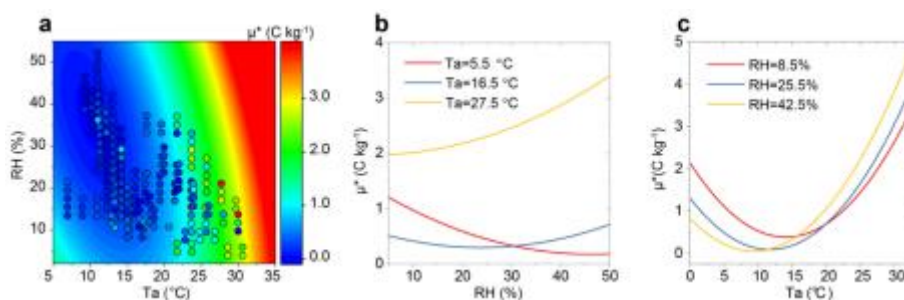 a
μ* (C kg⁻¹)
50
40
30
20
10
RH (%)
3.0
2.0
1.0
0.0
5
10
15
20
25
30
35
Ta (°C)
b
4
3
2
1
0
μ* (C kg⁻¹)
Ta=5.5 °C
Ta=16.5 °C
Ta=27.5 °C
10
20
30
40
50
RH (%)
c
5
4
3
2
1
0
μ*(C kg⁻¹)
RH=8.5%
RH=25.5%
RH=42.5%
0
5
10
15
20
25
30
Ta (°C)